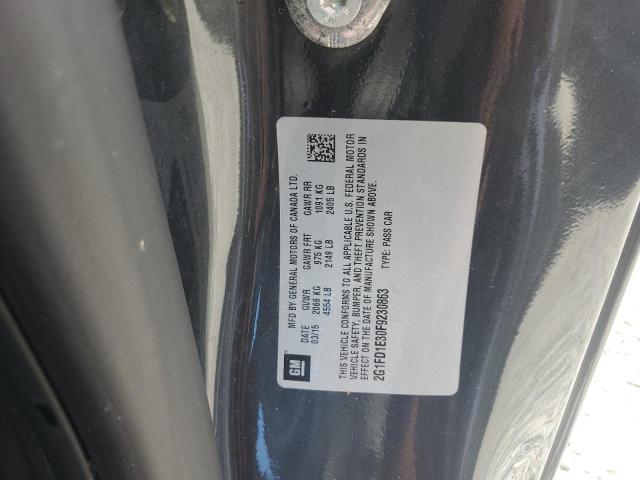 GM
MFD BY GENERAL MOTORS OF CANADA LTD.
DATE GVWR GAWR FRT GAWR RR
03/15 2066 KG 975 KG 1091 KG
4554 LB 2149 LB 2405 LB
THIS VEHICLE CONFORMS TO ALL APPLICABLE U.S. FEDERAL MOTOR
VEHICLE SAFETY, BUMPER, AND THEFT PREVENTION STANDARDS IN
EFFECT ON THE DATE OF MANUFACTURE SHOWN ABOVE.
2G1FD1E30F9230863 TYPE: PASS CAR